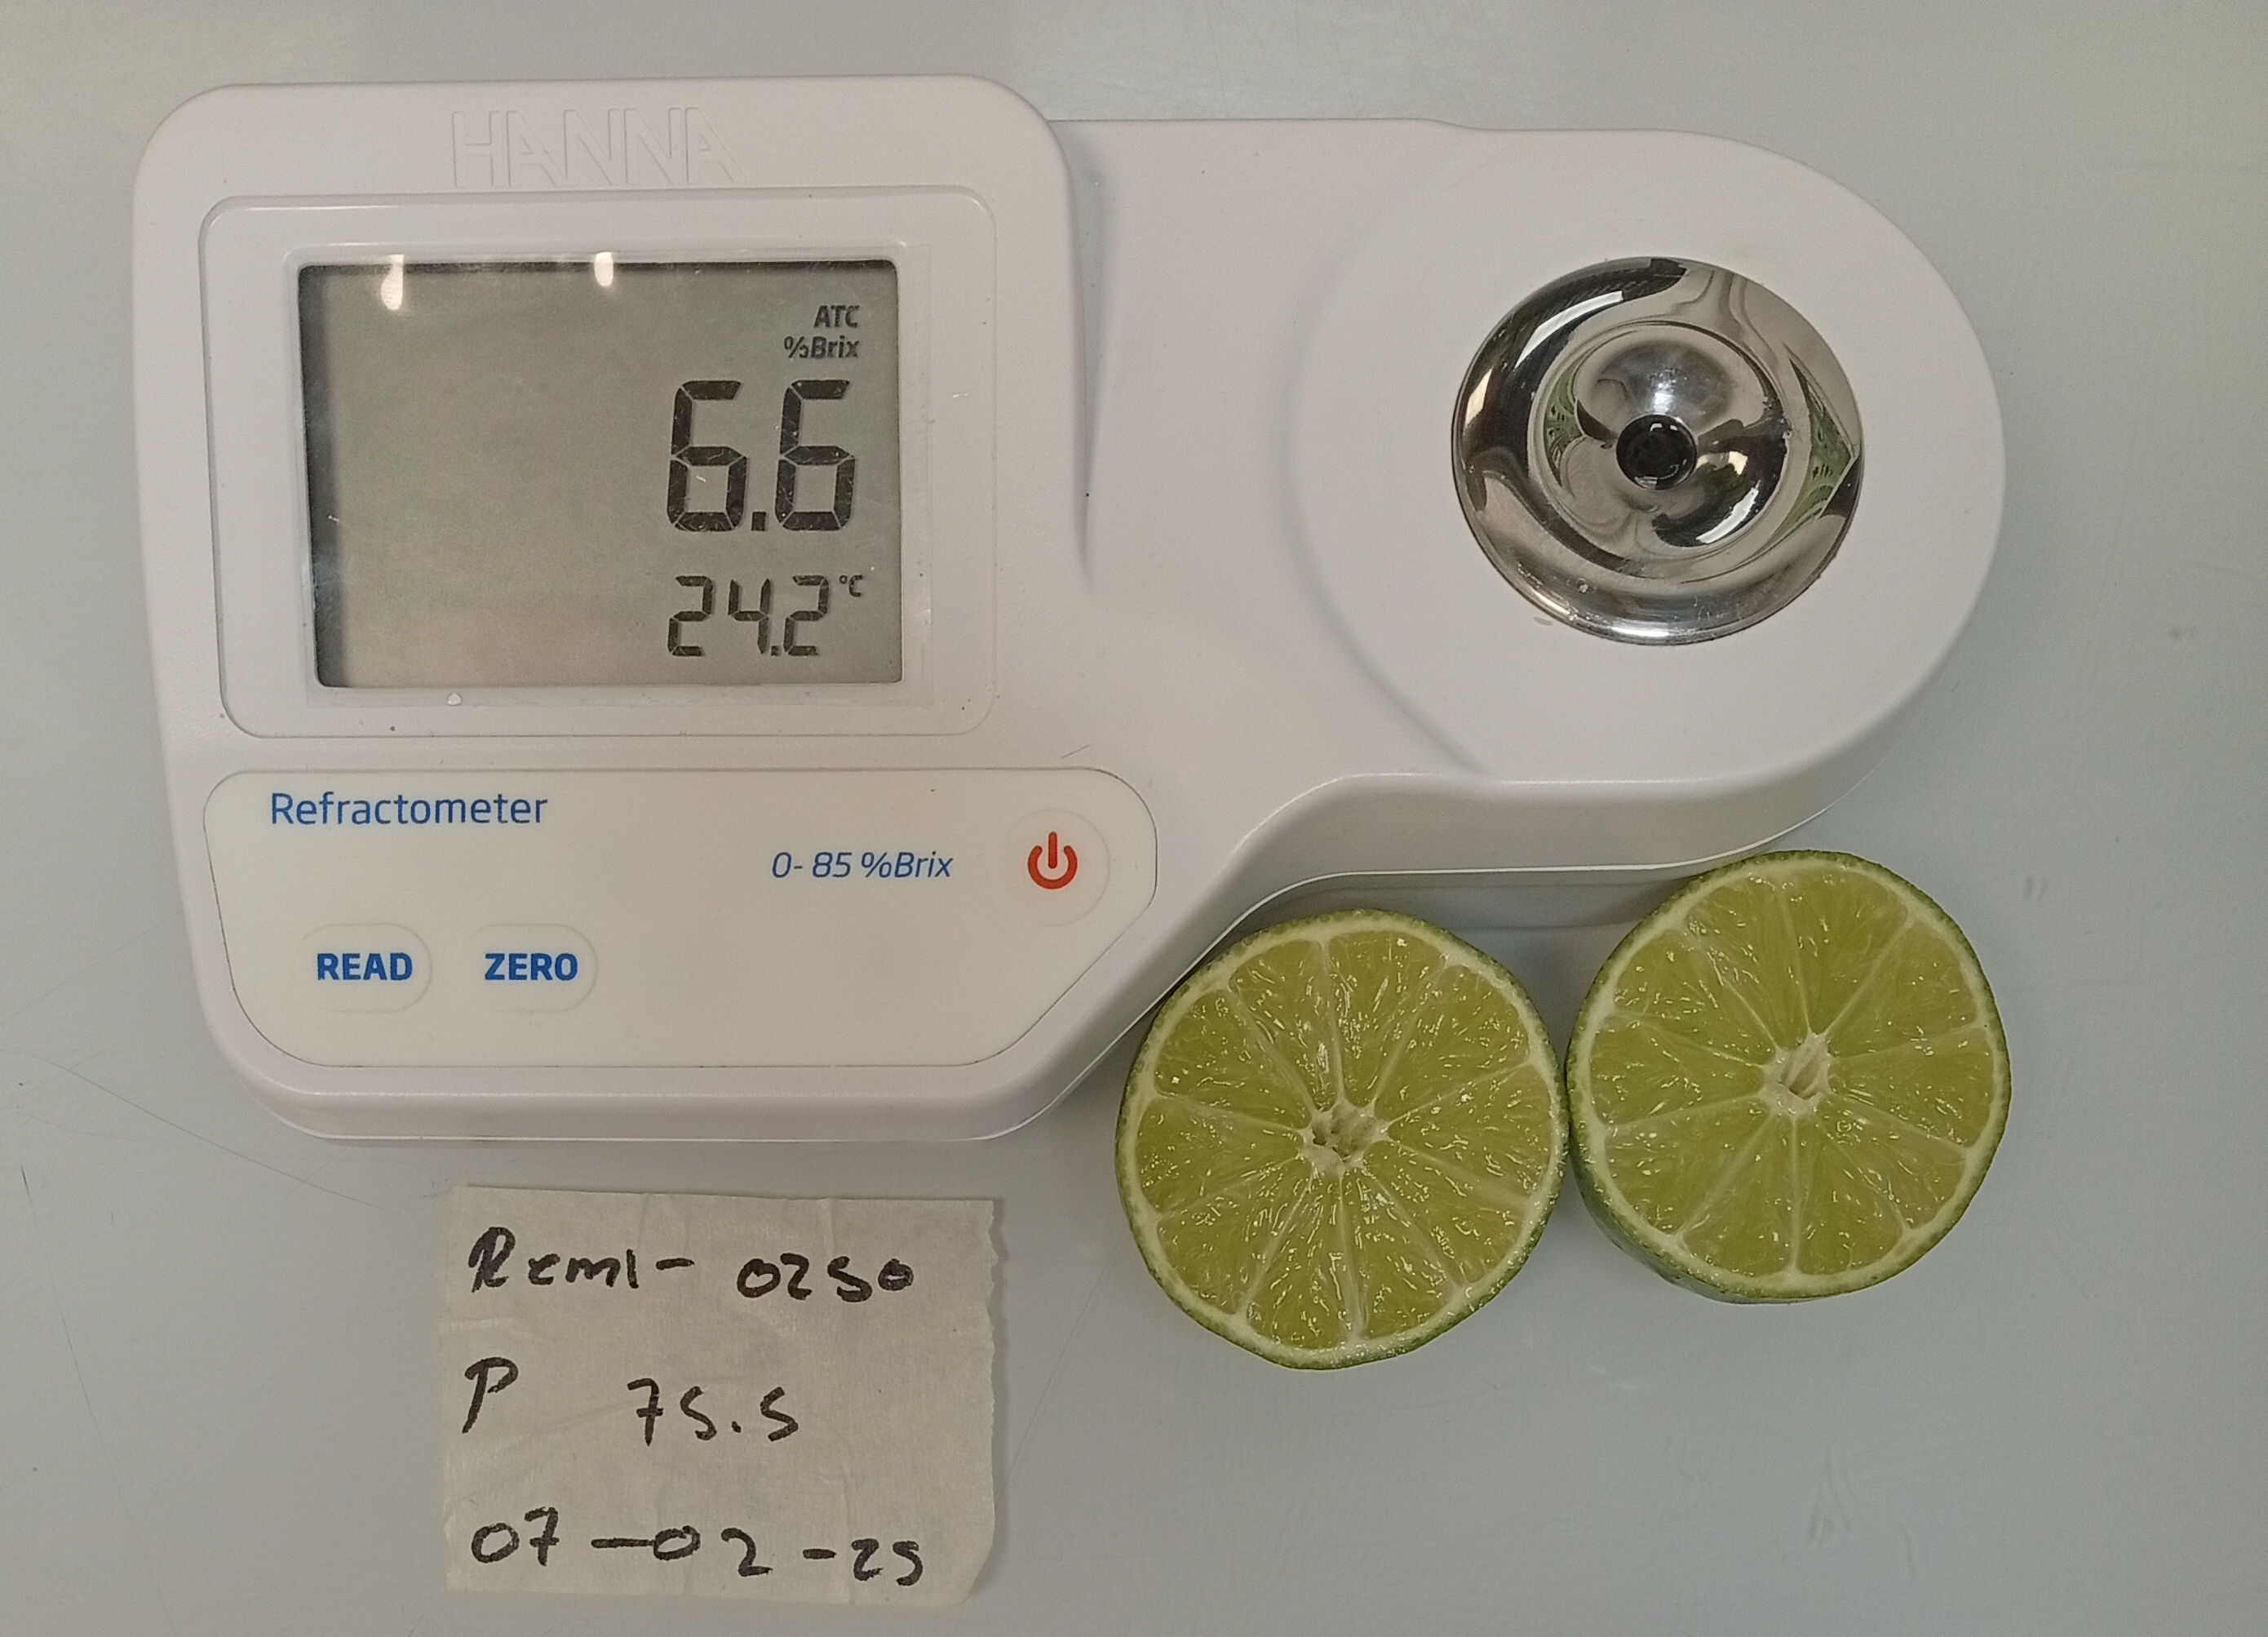 HANNA
ATC
%Brix
6.6
24.2°C
Refractometer
0-85 %Brix
READ ZERO
Reml- 0250
P 75.5
07-02-25